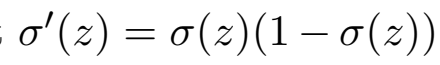 σ′(z) = σ(z)(1 − σ(z))